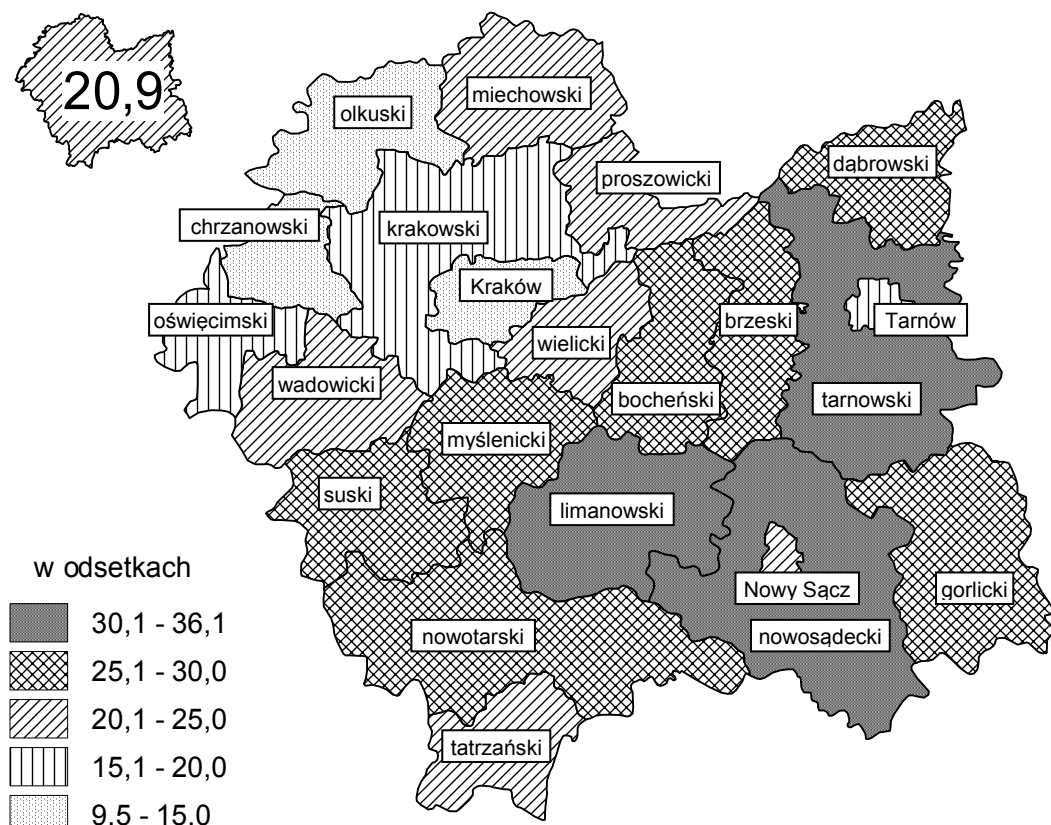 20,9
miechowski
olkuski
dąbrowski
proszowicki
chrzanowski
krakowski
Kraków
oświęcimski
brzeski
Tarnów
wielicki
wadowicki
bocheński
tarnowski
myślenicki
suski
limanowski
Nowy Sącz
gorlicki
nowotarski
nowosądecki
tatrzański
w odsetkach
30,1 - 36,1
25,1 - 30,0
20,1 - 25,0
15,1 - 20,0
9,5 - 15,0